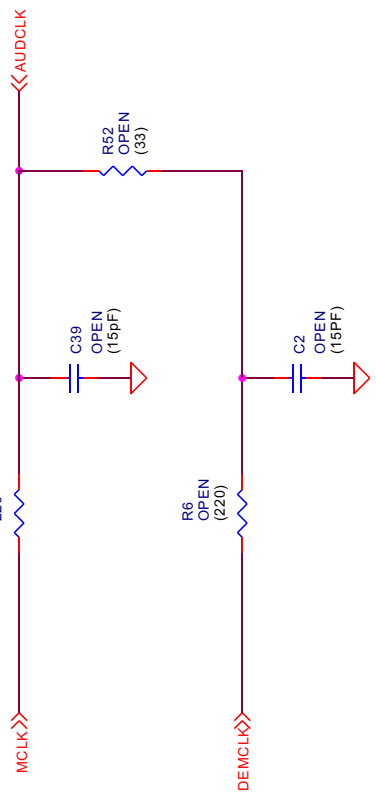 AUDCLK
R52
OPEN
(33)
C39
OPEN
(15pF)
C2
OPEN
(15PF)
R6
OPEN
(220)
MCLK
DEMCLK